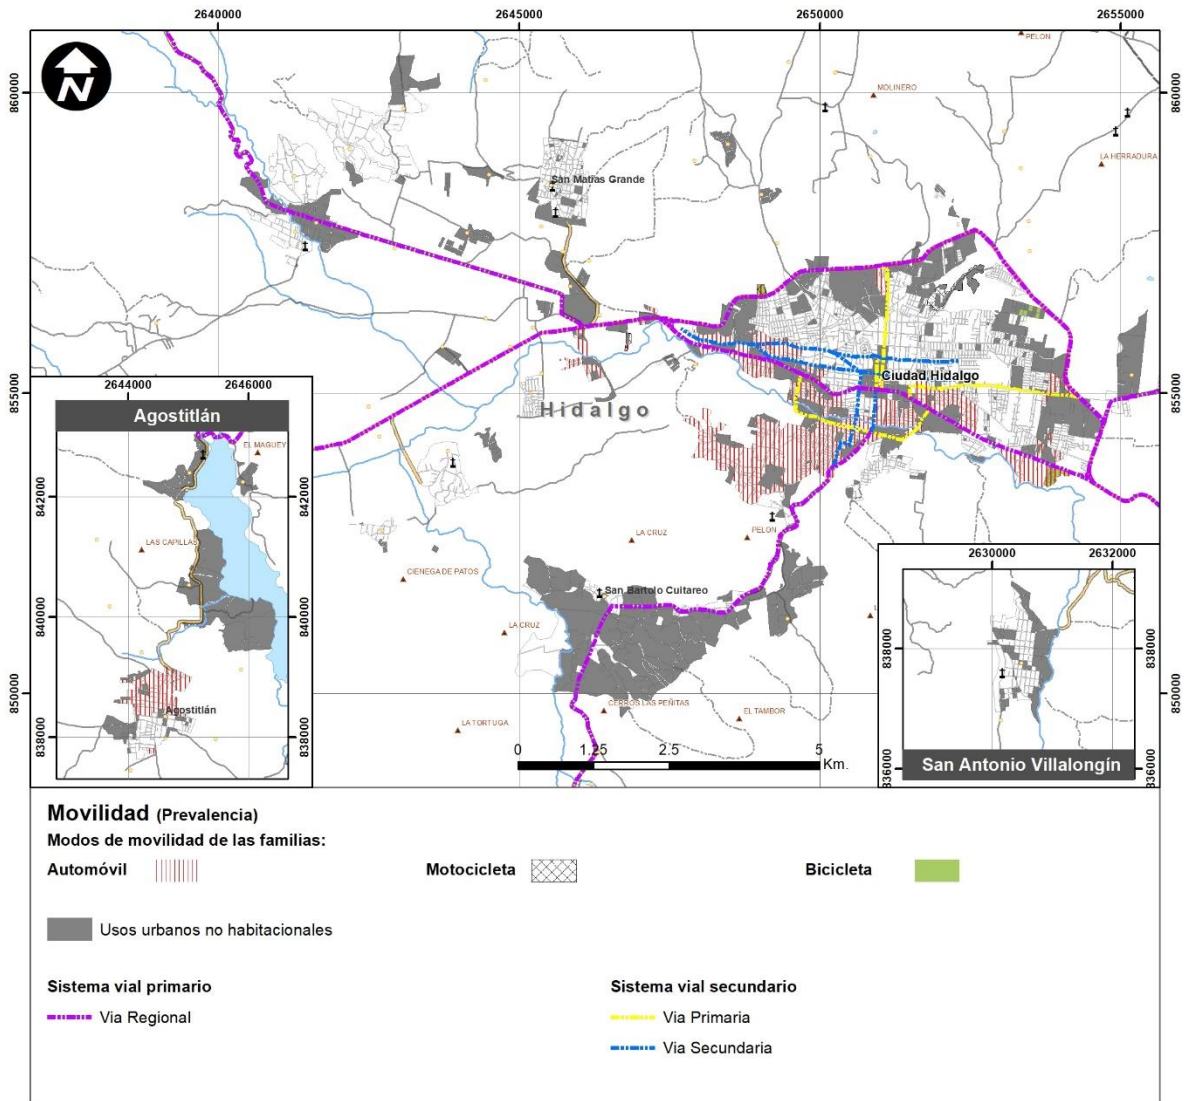 2640000
2645000
2650000
2655000
PELON
860000
860000
N
MOLINERO
LA HERRADURA
San Matías Grande
855000
855000
2644000
2646000
Ciudad Hidalgo
Agostitlán
Hidalgo
EL MAGUEY
842000
842000
LAS CAPILLAS
LA CRUZ
PELON
2630000
2632000
CIENEGA DE PATOS
San Bartolo Cuitareo
840000
840000
LA CRUZ
838000
838000
850000
850000
Agostitlán
CERROS LAS PEÑITAS
EL TAMBOR
LA TORTUGA
838000
838000
0
1.25
2.5
5
Km.
836000
836000
San Antonio Villalongín
Movilidad (Prevalencia)
Modos de movilidad de las familias:
Automóvil
Motocicleta
Bicicleta
Usos urbanos no habitacionales
Sistema vial primario
Sistema vial secundario
Via Regional
Via Primaria
Via Secundaria